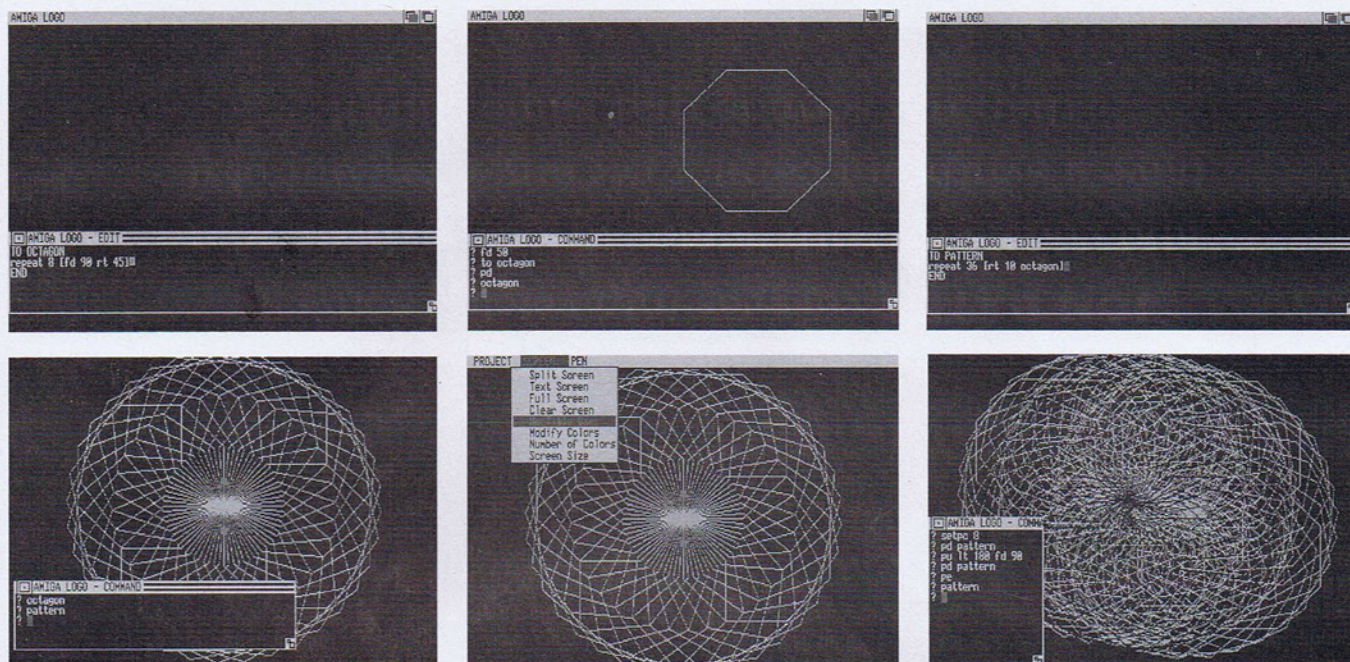 AMIGA LOGO
AMIGA LOGO - EDIT
TO OCTAGON
repeat 8 [fd 90 rt 45]
END
AMIGA LOGO
AMIGA LOGO - COMMAND
? fd 50
? to octagon
? pd
? octagon
?
AMIGA LOGO
AMIGA LOGO - EDIT
TO PATTERN
repeat 36 [rt 10 octagon]
END
AMIGA LOGO - COMMAND
? octagon
? pattern
?
PROJECT PEN
Split Screen
Text Screen
Full Screen
Clear Screen
Modify Colors
Number of Colors
Screen Size
AMIGA LOGO - COMMA
? setpc 8
? pd pattern
? pu lt 180 fd 90
? pd pattern
? pe
? pattern
?